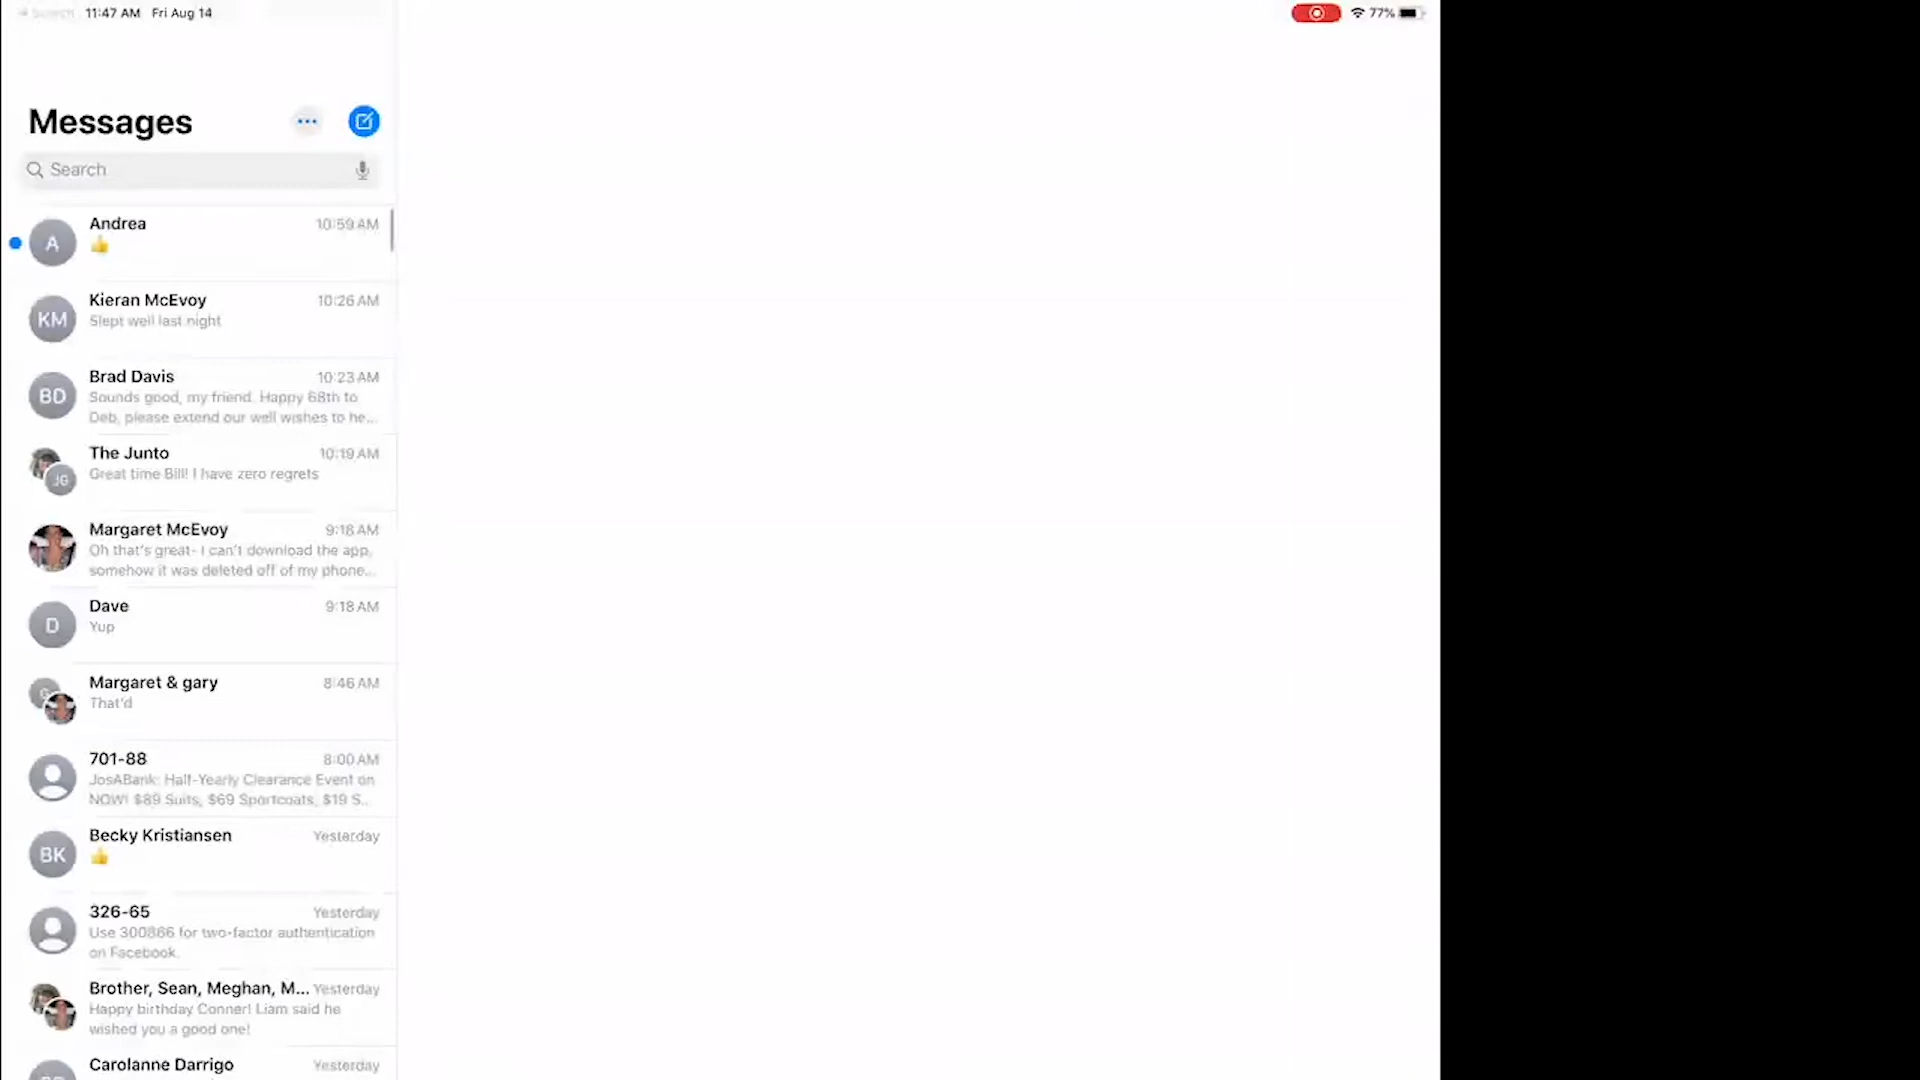 Search 11:47 AM Fri Aug 14 77%
Messages
Search
A Andrea 10:59 AM
👍
KM Kieran McEvoy 10:26 AM
Slept well last night
BD Brad Davis 10:23 AM
Sounds good, my friend. Happy 68th to
Deb, please extend our well wishes to he...
JG The Junto 10:19 AM
Great time Bill! I have zero regrets
Margaret McEvoy 9:18 AM
Oh that's great- I can't download the app,
somehow it was deleted off of my phone...
D Dave 9:18 AM
Yup
G Margaret & gary 8:46 AM
That'd
701-88 8:00 AM
JosABank: Half-Yearly Clearance Event on
NOW! $89 Suits, $69 Sportcoats, $19 S...
BK Becky Kristiansen Yesterday
👍
326-65 Yesterday
Use 300866 for two-factor authentication
on Facebook.
Brother, Sean, Meghan, M... Yesterday
Happy birthday Conner! Liam said he
wished you a good one!
Carolanne Darrigo Yesterday